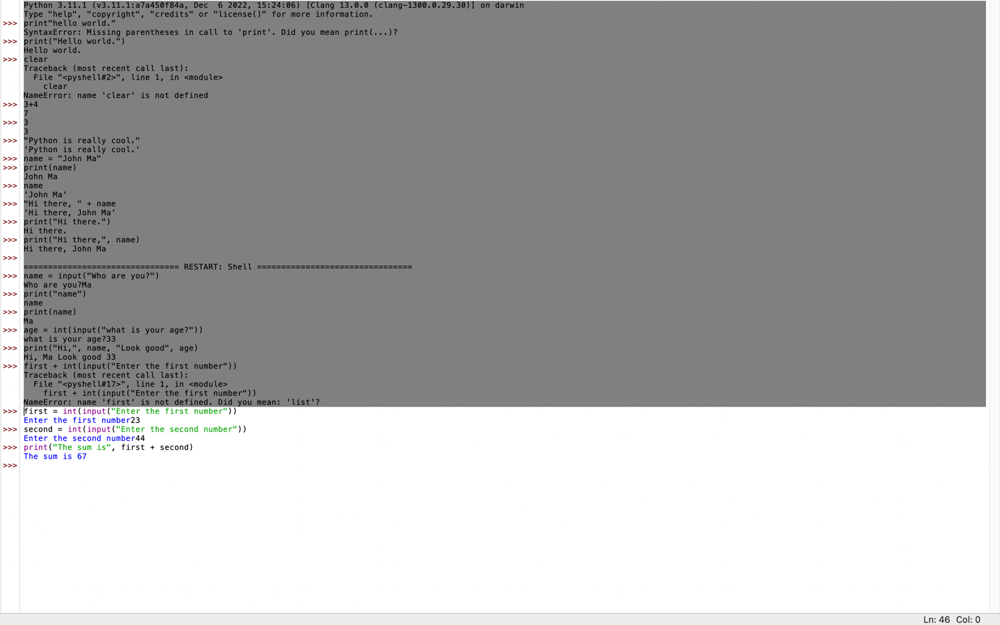 Python 3.11.1 (v3.11.1:a7a450f84a, Dec  6 2022, 15:24:06) [Clang 13.0.0 (clang-1300.0.29.30)] on darwin
Type "help", "copyright", "credits" or "license()" for more information.
>>> print"hello world."
SyntaxError: Missing parentheses in call to 'print'. Did you mean print(...)?
>>> print("Hello world.")
Hello world.
>>> clear
Traceback (most recent call last):
  File "<pyshell#2>", line 1, in <module>
    clear
NameError: name 'clear' is not defined
>>> 3+4
7
>>> 3
3
>>> "Python is really cool."
'Python is really cool.'
>>> name = "John Ma"
>>> print(name)
John Ma
>>> name
'John Ma'
>>> "Hi there, " + name
'Hi there, John Ma'
>>> print("Hi there.")
Hi there.
>>> print("Hi there,", name)
Hi there, John Ma
>>>
================================ RESTART: Shell ================================
>>> name = input("Who are you?")
Who are you?Ma
>>> print("name")
name
>>> print(name)
Ma
>>> age = int(input("what is your age?"))
what is your age?33
>>> print("Hi,", name, "Look good", age)
Hi, Ma Look good 33
>>> first + int(input("Enter the first number"))
Traceback (most recent call last):
  File "<pyshell#17>", line 1, in <module>
    first + int(input("Enter the first number"))
NameError: name 'first' is not defined. Did you mean: 'list'?
>>> first = int(input("Enter the first number"))
Enter the first number23
>>> second = int(input("Enter the second number"))
Enter the second number44
>>> print("The sum is", first + second)
The sum is 67
>>>
Ln: 46  Col: 0